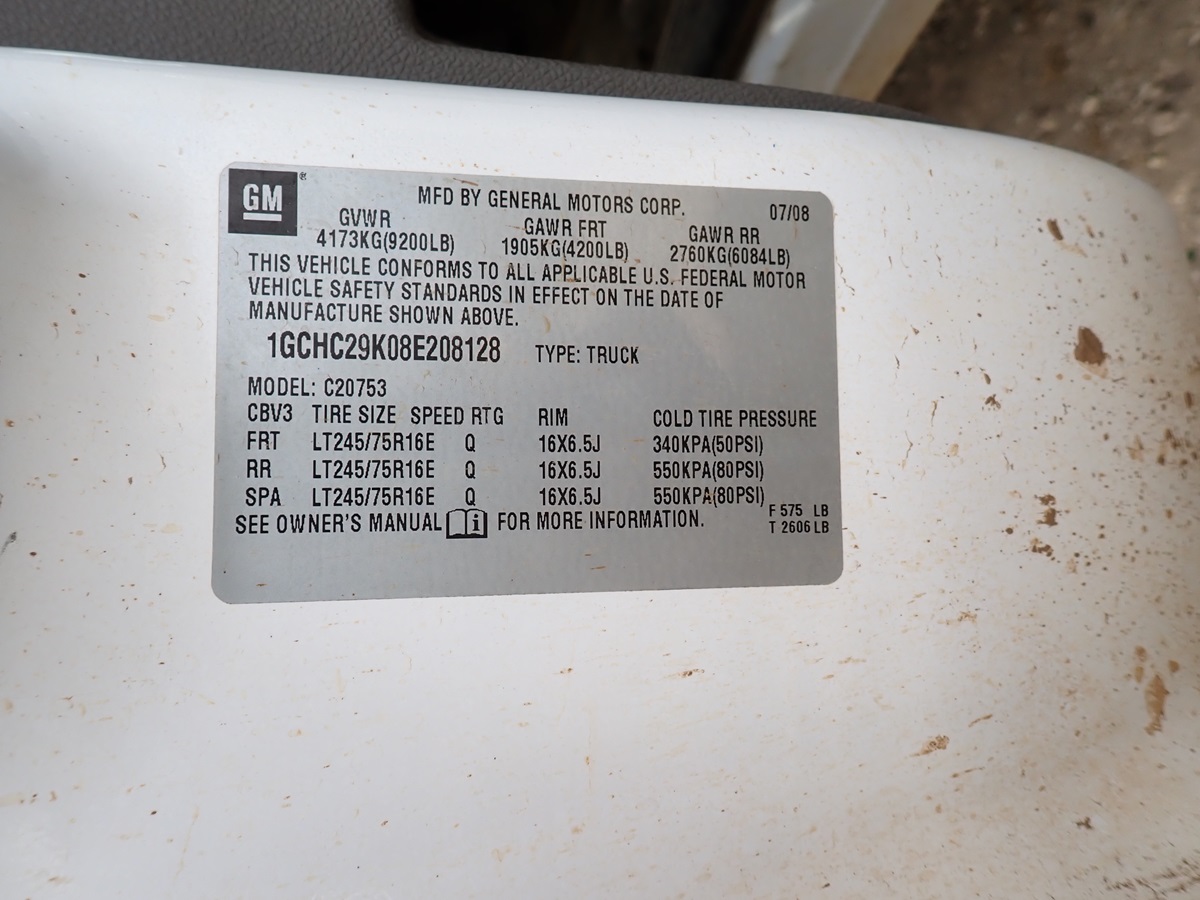 GM
MFD BY GENERAL MOTORS CORP. 07/08
GVWR GAWR FRT GAWR RR
4173KG(9200LB) 1905KG(4200LB) 2760KG(6084LB)
THIS VEHICLE CONFORMS TO ALL APPLICABLE U.S. FEDERAL MOTOR
VEHICLE SAFETY STANDARDS IN EFFECT ON THE DATE OF
MANUFACTURE SHOWN ABOVE.
1GCHC29K08E208128 TYPE: TRUCK
MODEL: C20753
CBV3 TIRE SIZE SPEED RTG RIM COLD TIRE PRESSURE
FRT LT245/75R16E Q 16X6.5J 340KPA(50PSI)
RR LT245/75R16E Q 16X6.5J 550KPA(80PSI)
SPA LT245/75R16E Q 16X6.5J 550KPA(80PSI)
SEE OWNER'S MANUAL i FOR MORE INFORMATION.
F 575 LB
T 2606 LB